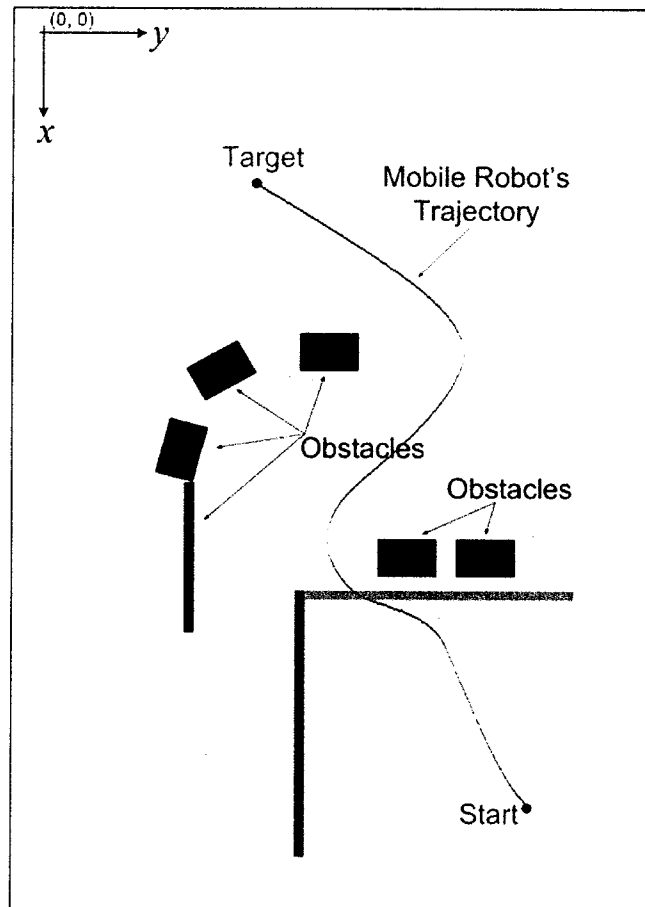 (0, 0)
y
x
Target
Mobile Robot's
Trajectory
Obstacles
Obstacles
Start